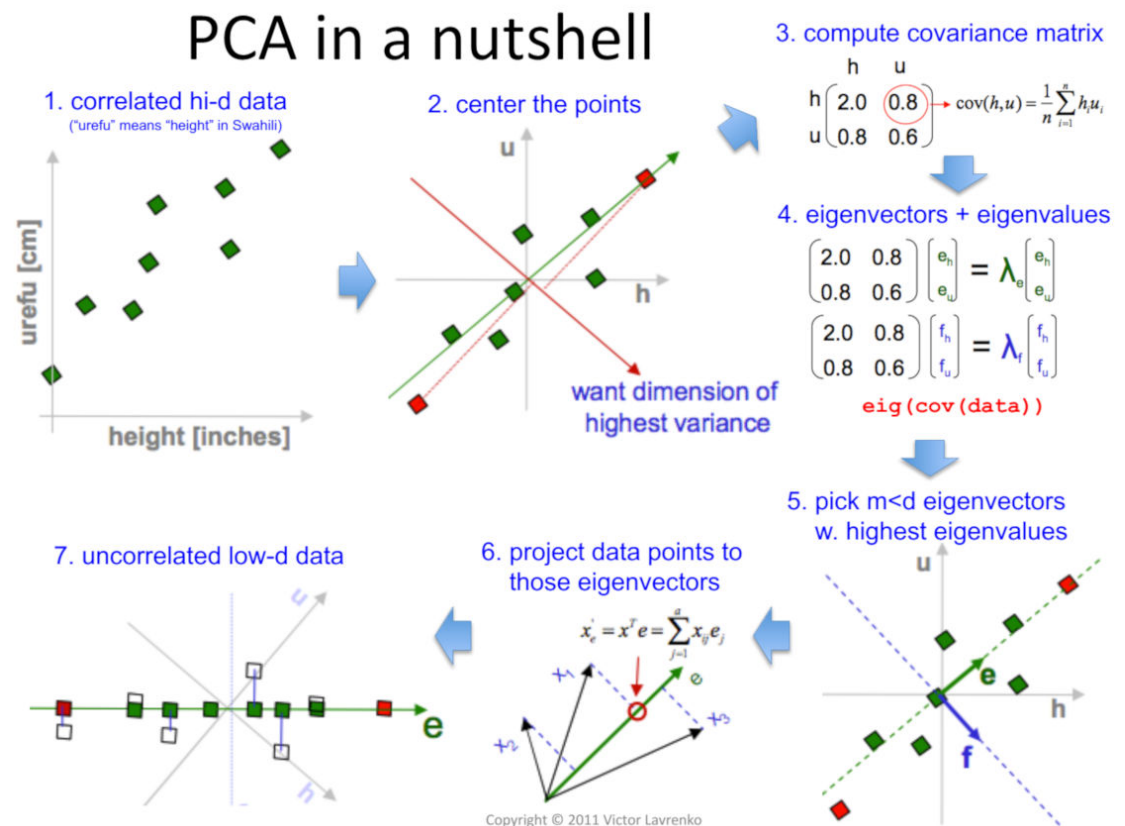 PCA in a nutshell
1. correlated hi-d data
("urefu" means "height" in Swahili)
urefu [cm]
height [inches]
2. center the points
u
h
want dimension of
highest variance
3. compute covariance matrix
h u
h 2.0 0.8 → cov(h,u) = 1/n ∑ i=1 n h_i u_i
u 0.8 0.6
4. eigenvectors + eigenvalues
2.0 0.8 e_h = λ_e e_h
0.8 0.6 e_u e_u
2.0 0.8 f_h = λ_f f_h
0.8 0.6 f_u f_u
eig(cov(data))
5. pick m<d eigenvectors
w. highest eigenvalues
u
e
h
f
6. project data points to
those eigenvectors
x'_e = x^T e = ∑ j=1 d x_ij e_j
x_1
e
x_2
x_3
7. uncorrelated low-d data
u
e
h
Copyright © 2011 Victor Lavrenko